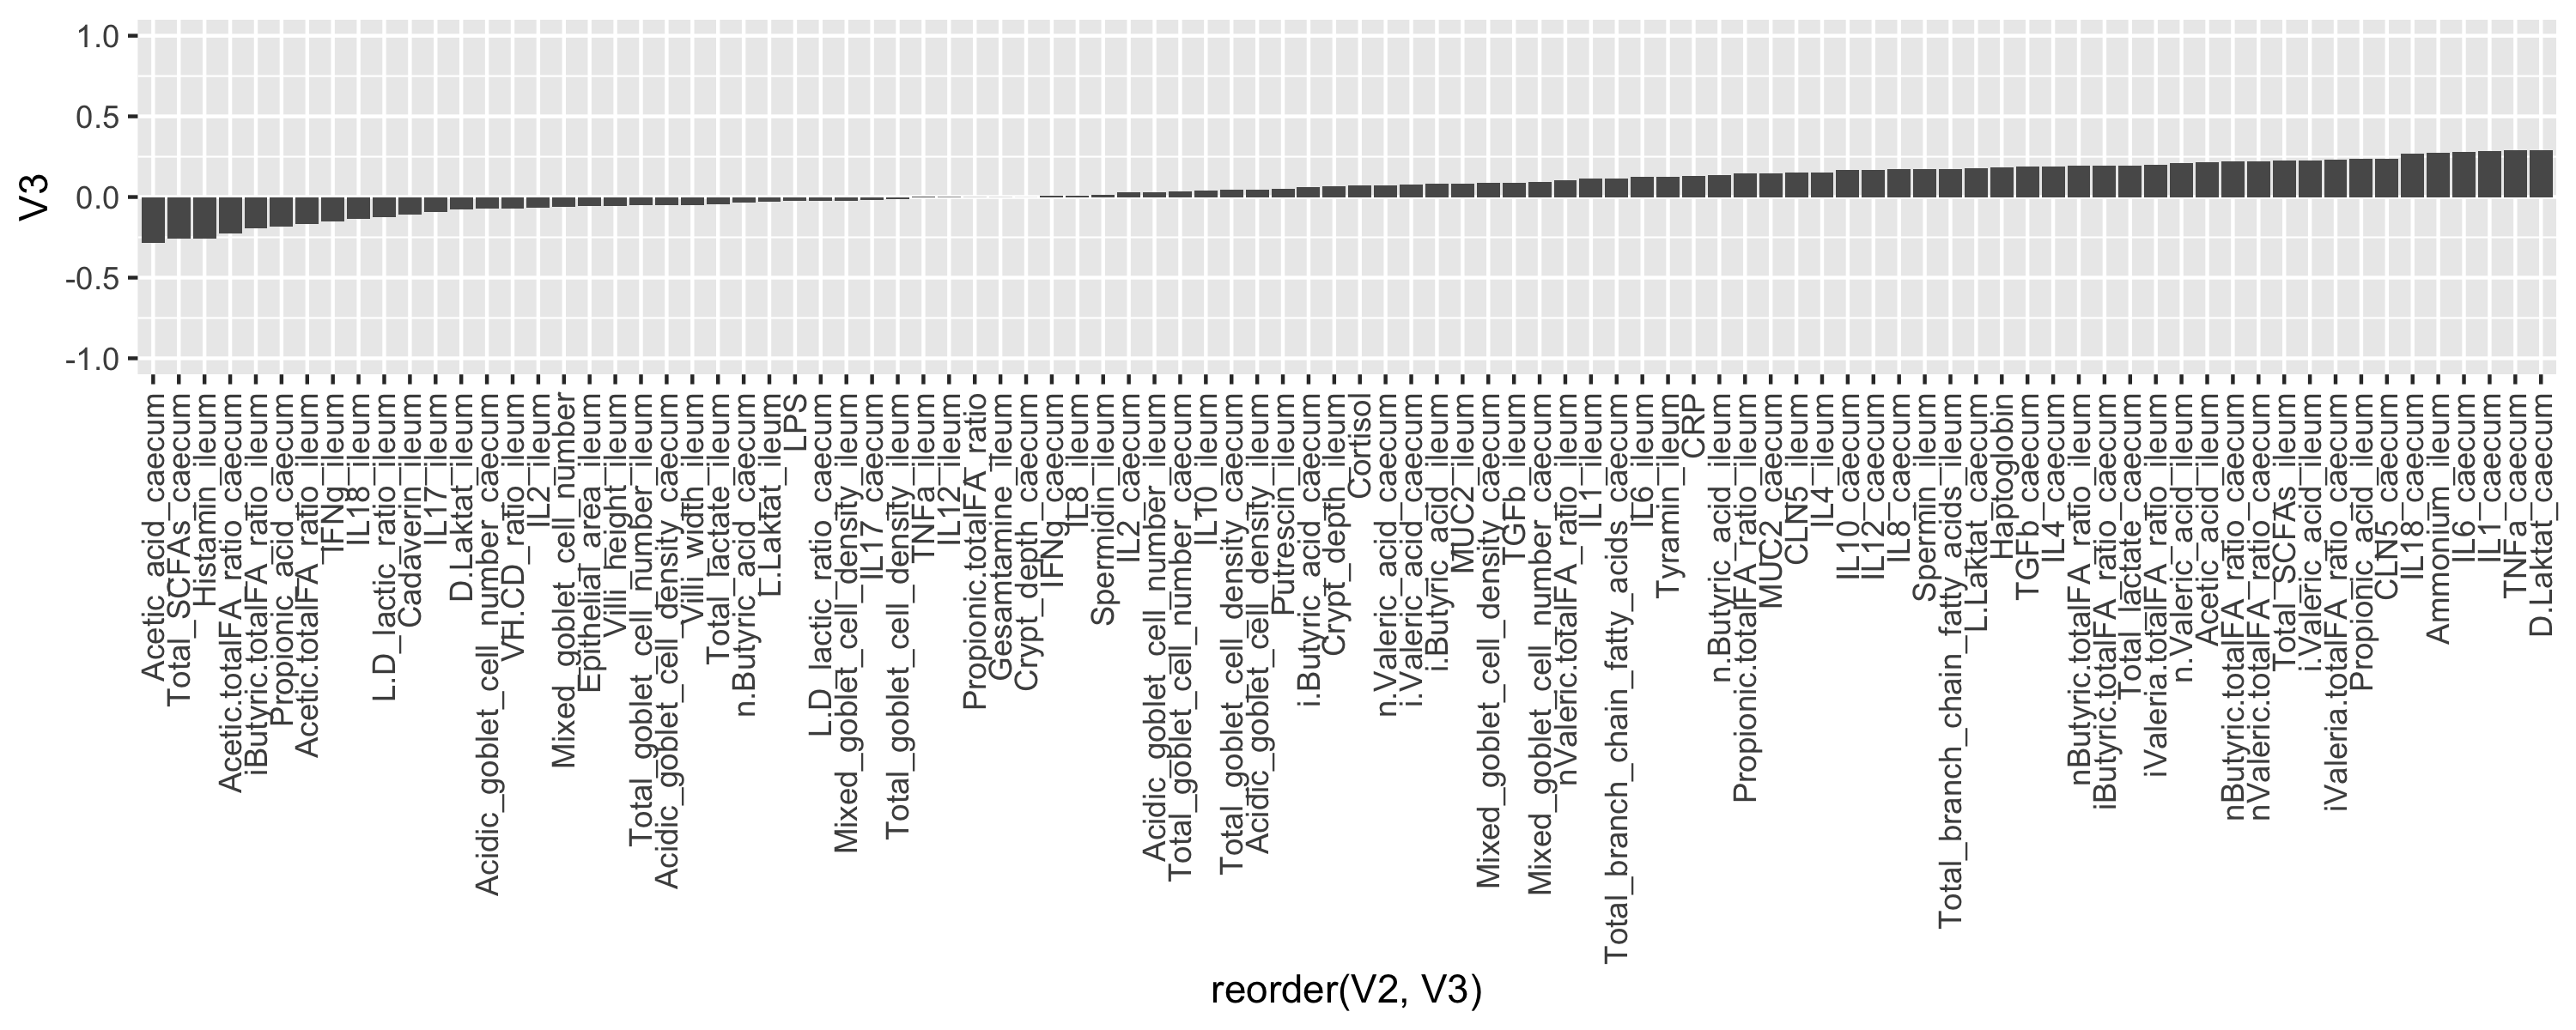 1.0
0.5
0.0
-0.5
-1.0
V3
Acetic_acid_caecum
Total_SCFAs_caecum
Histamin_ileum
Acetic.totalFA_ratio_caecum
iButyric.totalFA_ratio_ileum
Propionic_acid_caecum
Acetic.totalFA_ratio_ileum
IFNg_ileum
IL18_ileum
L.D_lactic_ratio_ileum
Cadaverin_ileum
IL17_ileum
D.Laktat_ileum
Acidic_goblet_cell_number_caecum
VH.CD_ratio_ileum
IL2_ileum
Mixed_goblet_cell_number
Epithelial_area_ileum
Villi_height_ileum
Total_goblet_cell_number_ileum
Acidic_goblet_cell_density_caecum
Villi_width_ileum
Total_lactate_ileum
n.Butyric_acid_caecum
L.Laktat_ileum
LPS
L.D_lactic_ratio_caecum
Mixed_goblet_cell_density_ileum
IL17_caecum
Total_goblet_cell_density_ileum
TNFa_ileum
IL12_ileum
Propionic.totalFA_ratio
Gesamtamine_ileum
Crypt_depth_caecum
IFNg_caecum
IL8_ileum
Spermidin_ileum
IL2_caecum
Acidic_goblet_cell_number_ileum
Total_goblet_cell_number_caecum
IL10_ileum
Total_goblet_cell_density_caecum
Acidic_goblet_cell_density_ileum
Putrescin_ileum
i.Butyric_acid_caecum
Crypt_depth_ileum
Cortisol
n.Valeric_acid_caecum
i.Valeric_acid_caecum
i.Butyric_acid_ileum
MUC2_ileum
Mixed_goblet_cell_density_caecum
TGFb_ileum
Mixed_goblet_cell_number_caecum
nValeric.totalFA_ratio_ileum
IL1_ileum
Total_branch_chain_fatty_acids_caecum
IL6_ileum
Tyramin_ileum
CRP
n.Butyric_acid_ileum
Propionic.totalFA_ratio_ileum
MUC2_caecum
CLN5_ileum
IL4_ileum
IL10_caecum
IL12_caecum
IL8_caecum
Spermin_ileum
Total_branch_chain_fatty_acids_ileum
L.Laktat_caecum
Haptoglobin
TGFb_caecum
IL4_caecum
nButyric.totalFA_ratio_ileum
iButyric.totalFA_ratio_caecum
Total_lactate_caecum
iValeria.totalFA_ratio_ileum
n.Valeric_acid_ileum
Acetic_acid_ileum
nButyric.totalFA_ratio_caecum
nValeric.totalFA_ratio_caecum
Total_SCFAs_ileum
i.Valeric_acid_ileum
iValeria.totalFA_ratio_caecum
Propionic_acid_ileum
CLN5_caecum
IL18_caecum
Ammonium_ileum
IL6_caecum
IL1_caecum
TNFa_caecum
D.Laktat_caecum
reorder(V2, V3)